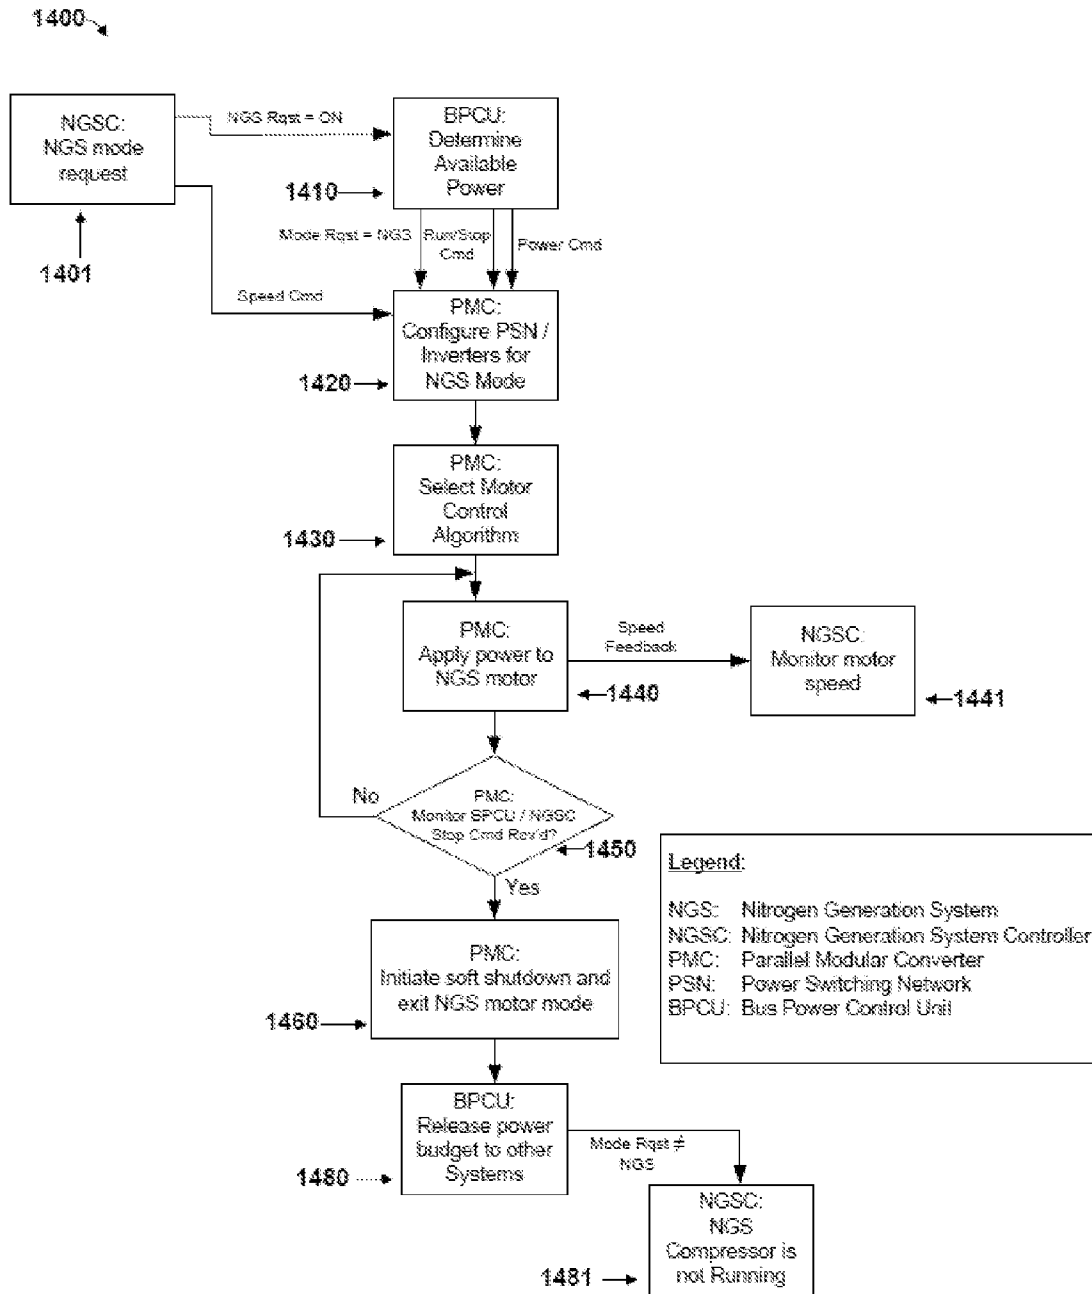 1400
NGSC:
NGS mode
request
1401
NGS Rqst = ON
BPCU:
Determine
Available
Power
1410
Mode Rqst = NGS
Run/Stop
Cmd
Power Cmd
Speed Cmd
PMC:
Configure PSN /
Inverters for
NGS Mode
1420
PMC:
Select Motor
Control
Algorithm
1430
PMC:
Apply power to
NGS motor
1440
Speed
Feedback
NGSC:
Monitor motor
speed
1441
No
PMC:
Monitor BPCU / NGSC
Stop Cmd Rcv'd?
1450
Yes
PMC:
Initiate soft shutdown and
exit NGS motor mode
1460
BPCU:
Release power
budget to other
Systems
1480
Mode Rqst ≠
NGS
NGSC:
NGS
Compressor is
not Running
1481
Legend:
NGS: Nitrogen Generation System
NGSC: Nitrogen Generation System Controller
PMC: Parallel Modular Converter
PSN: Power Switching Network
BPCU: Bus Power Control Unit